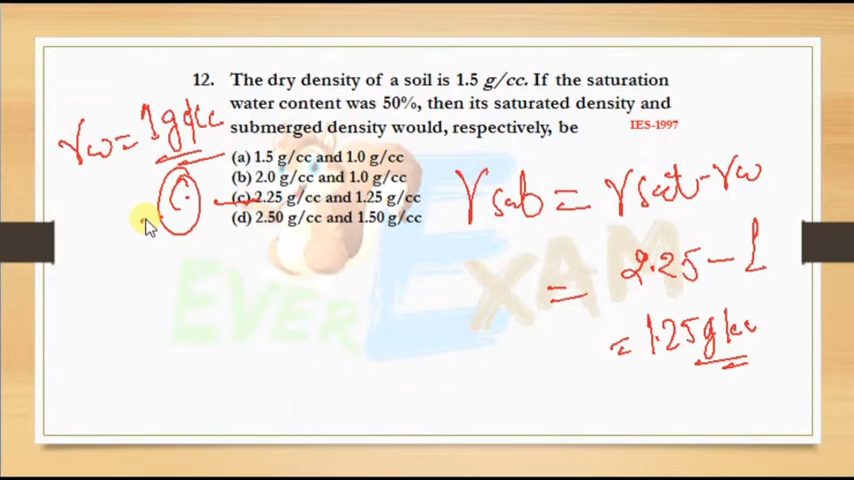 12. The dry density of a soil is 1.5 g/cc. If the saturation
water content was 50%, then its saturated density and
submerged density would, respectively, be IES-1997
(a) 1.5 g/cc and 1.0 g/cc
(b) 2.0 g/cc and 1.0 g/cc
(c) 2.25 g/cc and 1.25 g/cc
(d) 2.50 g/cc and 1.50 g/cc
γw = 1g/cc
C
γsub = γsat - γw
= 2.25 - 1
= 1.25 g/cc
EVER EXAM